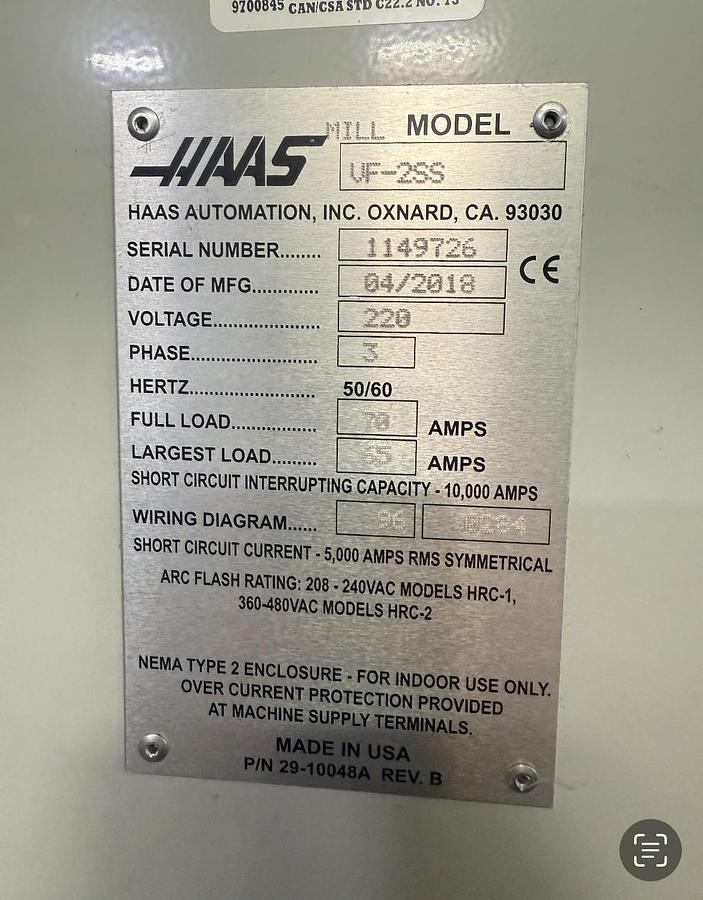 9700845 CAN/CSA STD C22.2 NO. 73
HAAS MILL MODEL
VF-2SS
HAAS AUTOMATION, INC. OXNARD, CA. 93030
SERIAL NUMBER........ 1149726
CE
DATE OF MFG............. 04/2018
VOLTAGE...................... 220
PHASE.......................... 3
HERTZ.......................... 50/60
FULL LOAD.................. 70 AMPS
LARGEST LOAD......... 65 AMPS
SHORT CIRCUIT INTERRUPTING CAPACITY - 10,000 AMPS
WIRING DIAGRAM...... 96
SHORT CIRCUIT CURRENT - 5,000 AMPS RMS SYMMETRICAL
ARC FLASH RATING: 208 - 240VAC MODELS HRC-1,
360-480VAC MODELS HRC-2
NEMA TYPE 2 ENCLOSURE - FOR INDOOR USE ONLY.
OVER CURRENT PROTECTION PROVIDED
AT MACHINE SUPPLY TERMINALS.
MADE IN USA
P/N 29-10048A REV. B